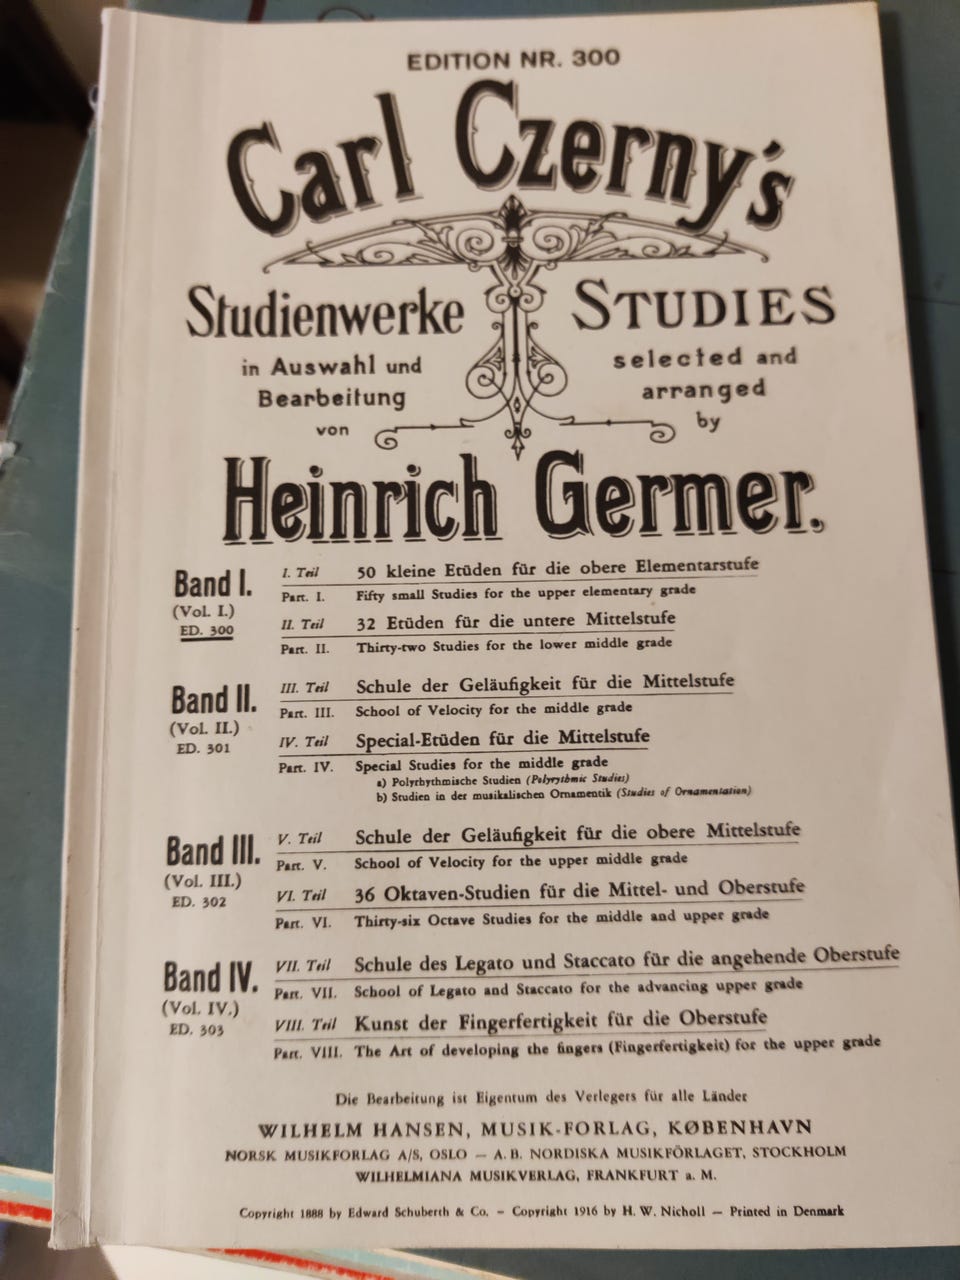 EDITION NR. 300
Carl Czerny's
Studienwerke
in Auswahl und
Bearbeitung
von
STUDIES
selected and
arranged
by
Heinrich Germer.
Band I.
(Vol. I.)
ED. 300
I. Teil 50 kleine Etüden für die obere Elementarstufe
Part. I. Fifty small Studies for the upper elementary grade
II. Teil 32 Etüden für die untere Mittelstufe
Part. II. Thirty-two Studies for the lower middle grade
Band II.
(Vol. II.)
ED. 301
III. Teil Schule der Geläufigkeit für die Mittelstufe
Part. III. School of Velocity for the middle grade
IV. Teil Special-Etüden für die Mittelstufe
Part. IV. Special Studies for the middle grade
a) Polyrhythmische Studien (Polyrytbmic Studies)
b) Studien in der musikalischen Ornamentik (Studies of Ornamentation)
Band III.
(Vol. III.)
ED. 302
V. Teil Schule der Geläufigkeit für die obere Mittelstufe
Part. V. School of Velocity for the upper middle grade
VI. Teil 36 Oktaven-Studien für die Mittel- und Oberstufe
Part. VI. Thirty-six Octave Studies for the middle and upper grade
Band IV.
(Vol. IV.)
ED. 303
VII. Teil Schule des Legato und Staccato für die angehende Oberstufe
Part. VII. School of Legato and Staccato for the advancing upper grade
VIII. Teil Kunst der Fingerfertigkeit für die Oberstufe
Part. VIII. The Art of developing the fingers (Fingerfertigkeit) for the upper grade
Die Bearbeitung ist Eigentum des Verlegers für alle Länder
WILHELM HANSEN, MUSIK-FORLAG, KØBENHAVN
NORSK MUSIKFORLAG A/S, OSLO — A. B. NORDISKA MUSIKFÖRLAGET, STOCKHOLM
WILHELMIANA MUSIKVERLAG, FRANKFURT a. M.
Copyright 1888 by Edward Schuberth & Co. – Copyright 1916 by H. W. Nicholl — Printed in Denmark